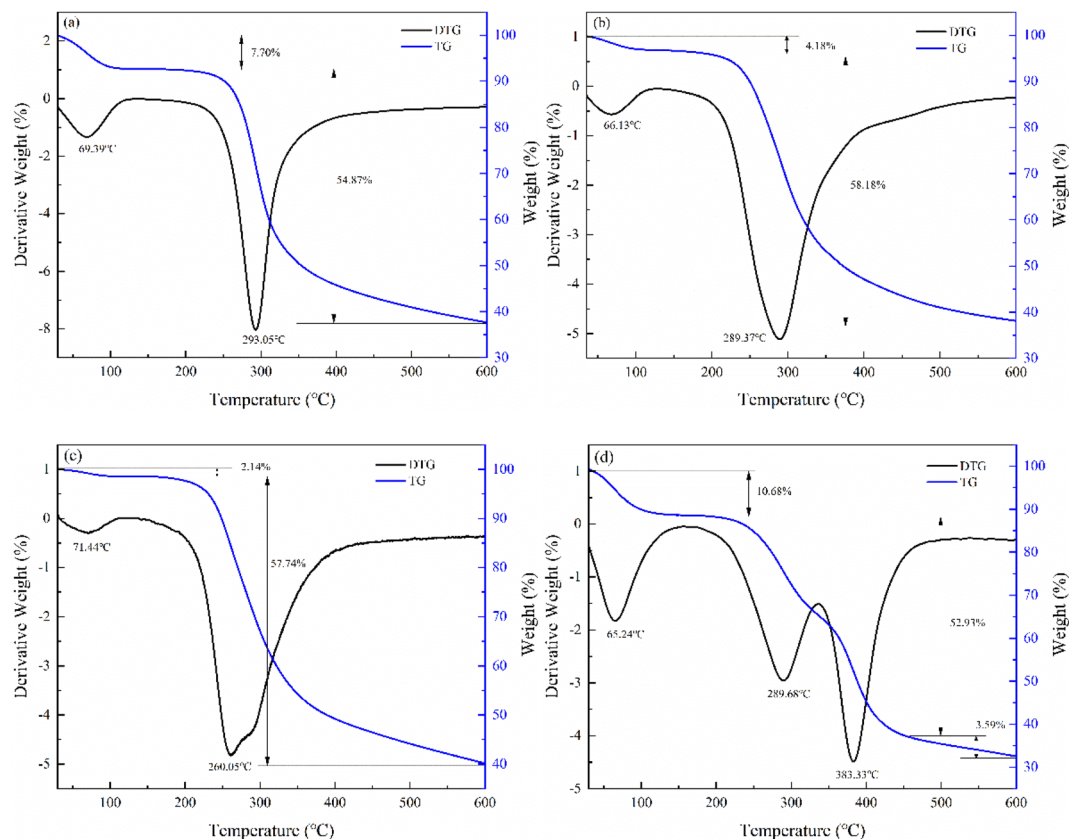 (a)
DTG
TG
7.70%
69.39℃
54.87%
293.05℃
2
0
-2
-4
-6
-8
100
90
80
70
60
50
40
30
100 200 300 400 500 600
Derivative Weight (%)
Weight (%)
Temperature (℃)
(b)
DTG
TG
4.18%
66.13℃
58.18%
289.37℃
1
0
-1
-2
-3
-4
-5
100
90
80
70
60
50
40
30
100 200 300 400 500 600
Derivative Weight (%)
Weight (%)
Temperature (℃)
(c)
DTG
TG
2.14%
71.44℃
57.74%
260.05℃
1
0
-1
-2
-3
-4
-5
100
90
80
70
60
50
40
100 200 300 400 500 600
Derivative Weight (%)
Weight (%)
Temperature (℃)
(d)
DTG
TG
10.68%
65.24℃
52.93%
289.68℃
3.59%
383.33℃
1
0
-1
-2
-3
-4
-5
100
90
80
70
60
50
40
30
100 200 300 400 500 600
Derivative Weight (%)
Weight (%)
Temperature (℃)